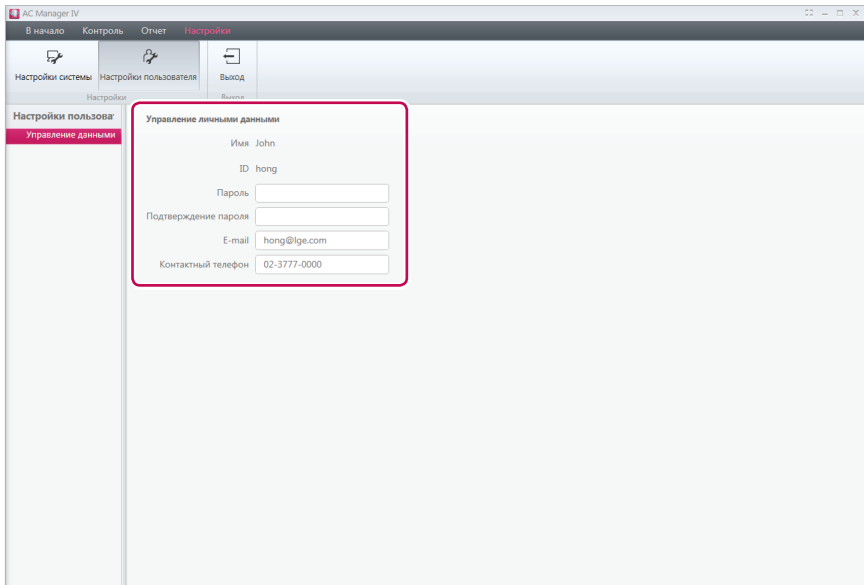 AC Manager IV
В начало Контроль Отчет Настройки
Настройки системы Настройки пользователя Выход
Настройки Выход
Настройки пользоват
Управление данными
Управление личными данными
Имя John
ID hong
Пароль
Подтверждение пароля
E-mail hong@lge.com
Контактный телефон 02-3777-0000